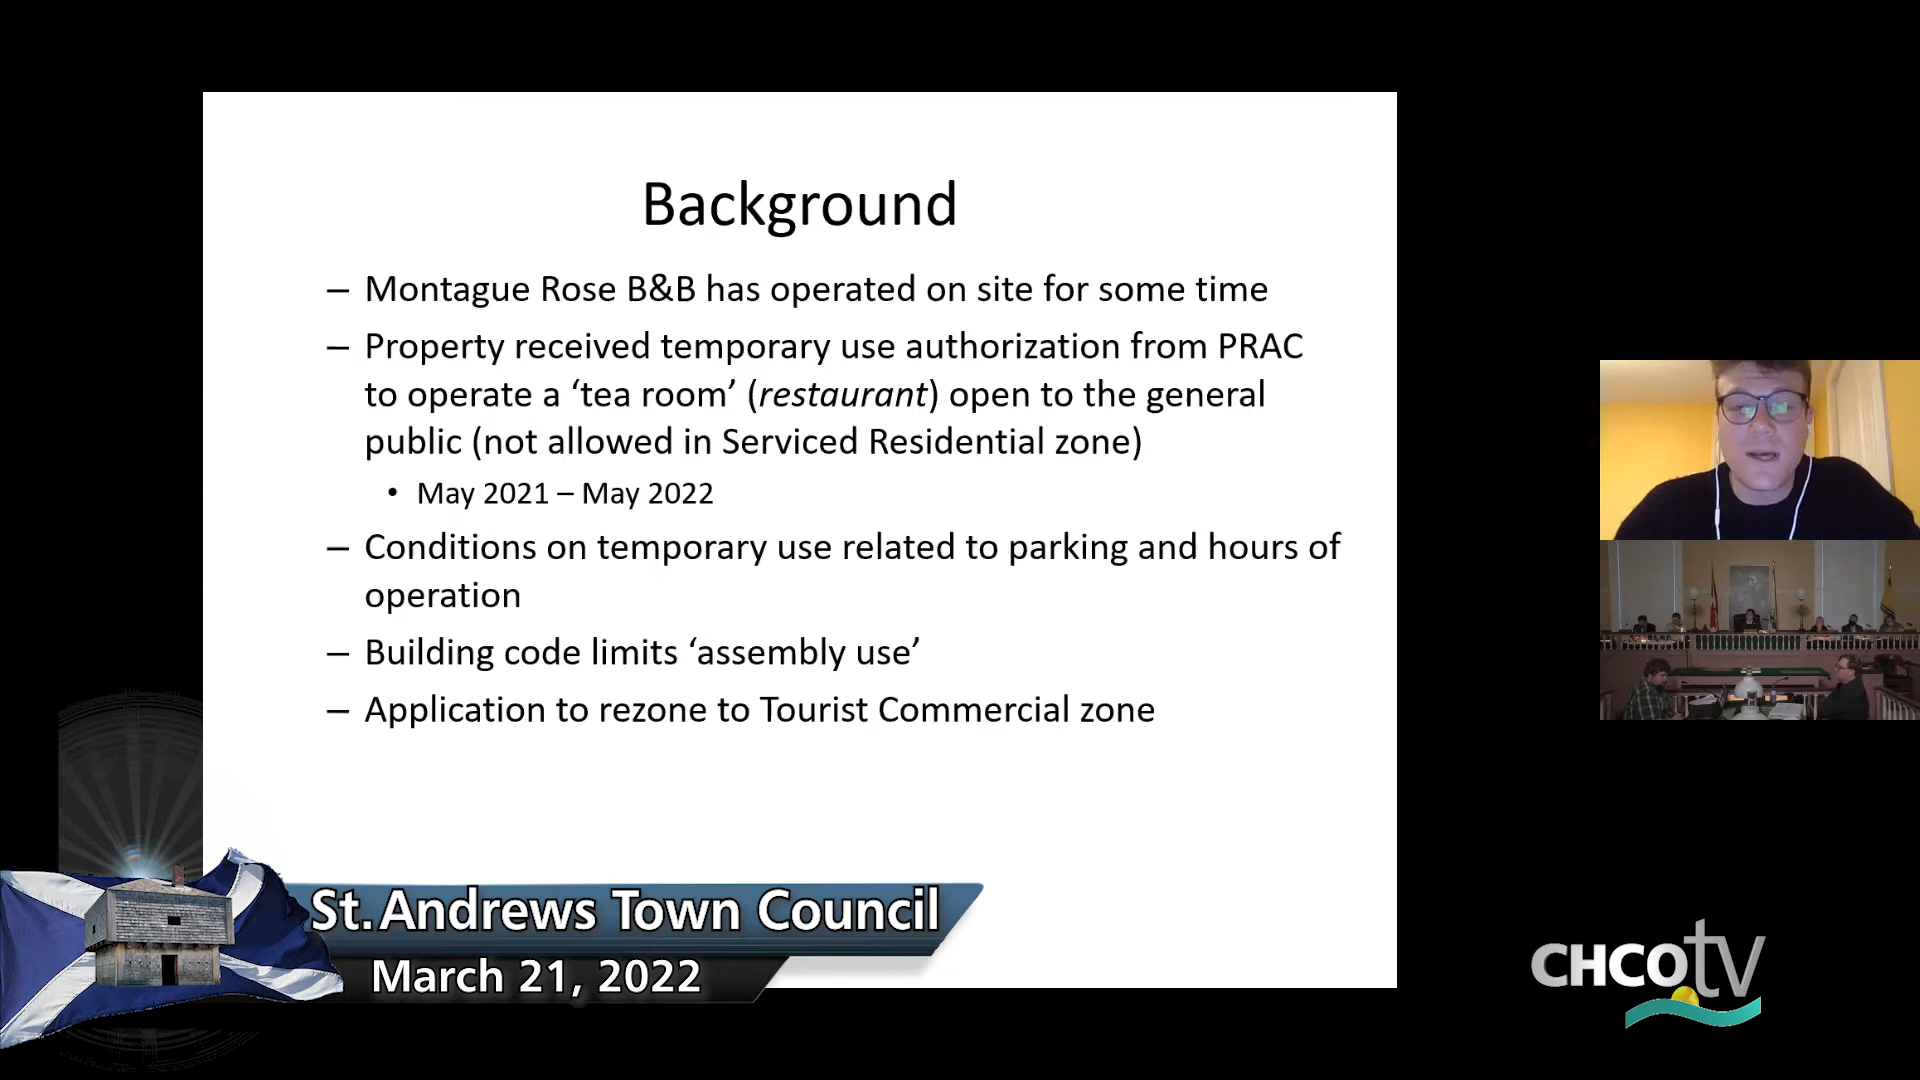 Background
– Montague Rose B&B has operated on site for some time
– Property received temporary use authorization from PRAC
to operate a ‘tea room’ (restaurant) open to the general
public (not allowed in Serviced Residential zone)
• May 2021 – May 2022
– Conditions on temporary use related to parking and hours of
operation
– Building code limits ‘assembly use’
– Application to rezone to Tourist Commercial zone
St. Andrews Town Council
March 21, 2022
CHCO.tv